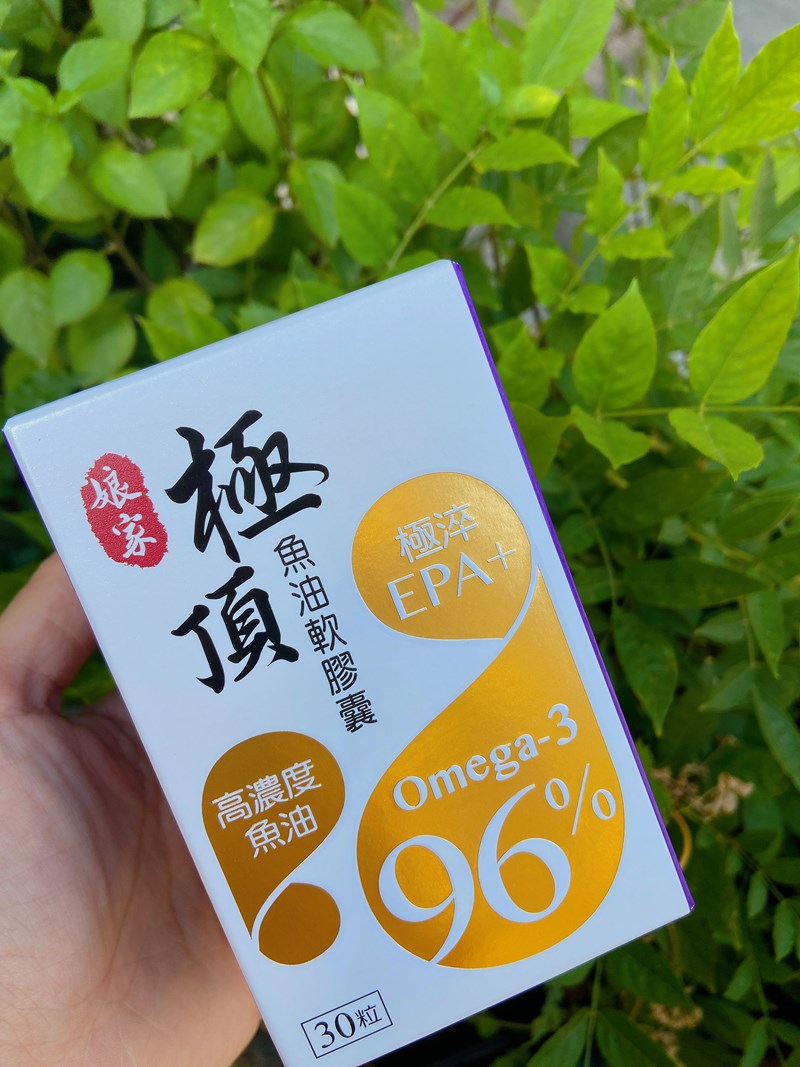 娘家
極頂
魚油軟膠囊
極淬
EPA+
Omega-3
96%
高濃度
魚油
30粒